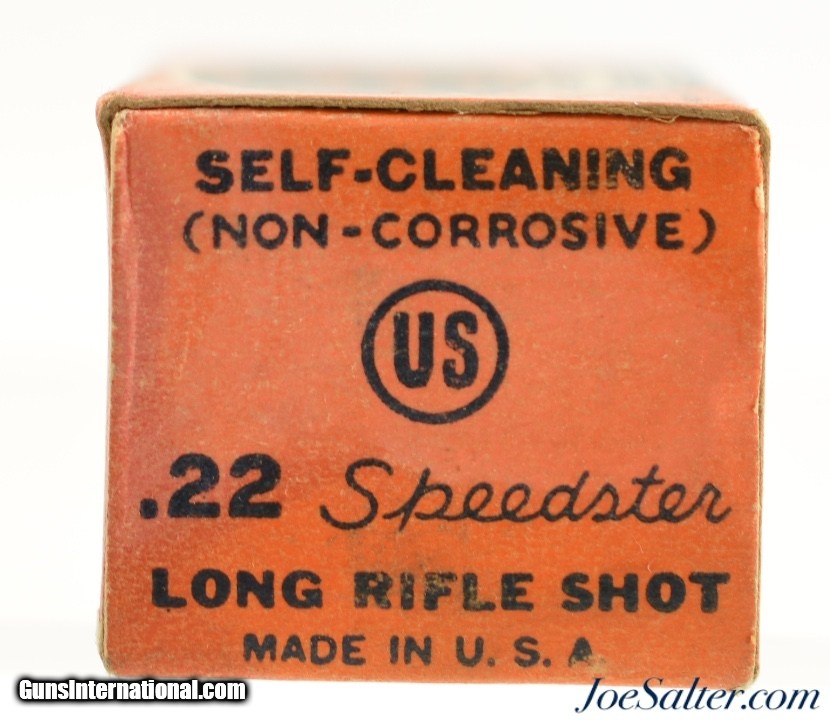 SELF-CLEANING
(NON-CORROSIVE)
US
.22 Speedster
LONG RIFLE SHOT
MADE IN U. S. A
GunsInternational.com
JoeSalter.com